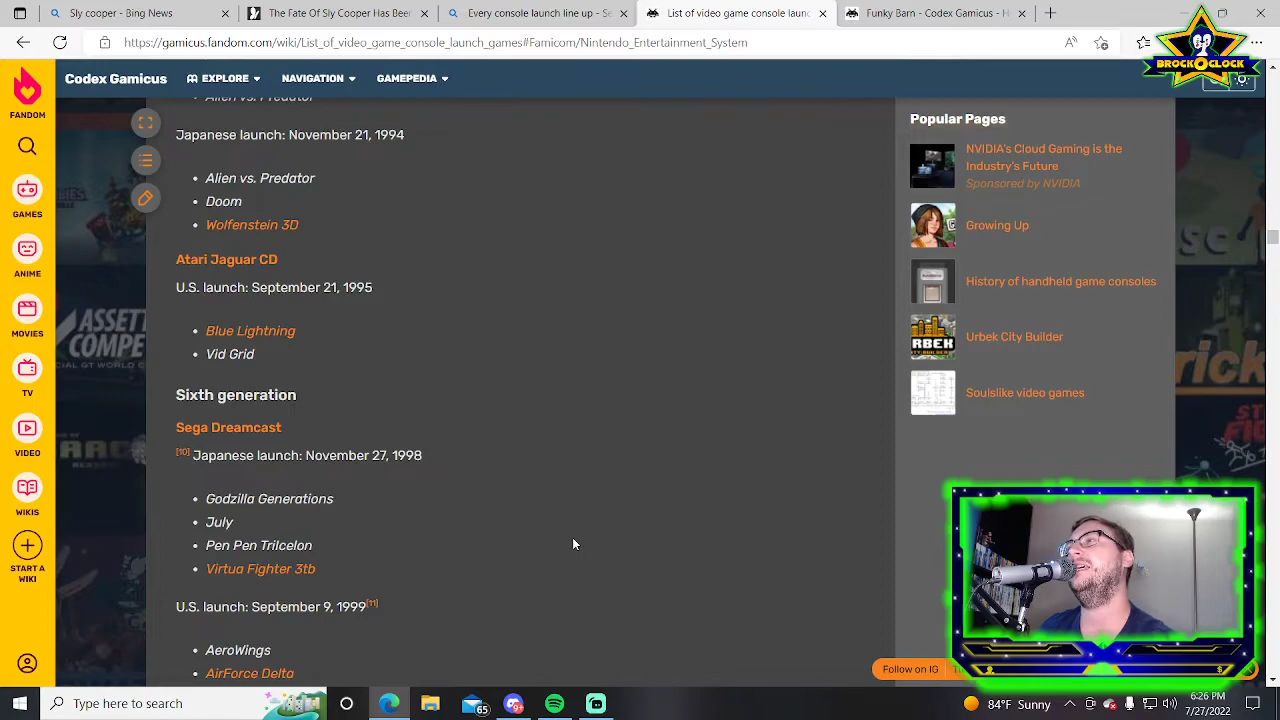 Sly Cooper - Bing
The Fate Of Sly Cooper Has Beer
Every console launch line up - Se
List of video game console launc
Funky Barn - Codex Gamicus - H
https://gamicus.fandom.com/wiki/List_of_video_game_console_launch_games#Famicom/Nintendo_Entertainment_System
BROCKOCLOCK
FANDOM
Codex Gamicus
EXPLORE
NAVIGATION
GAMEPEDIA
GAMES
ANIME
MOVIES
TV
VIDEO
WIKIS
START A
WIKI
Alien vs. Predator
Japanese launch: November 21, 1994
Alien vs. Predator
Doom
Wolfenstein 3D
Atari Jaguar CD
U.S. launch: September 21, 1995
Blue Lightning
Vid Grid
Sixth generation
Sega Dreamcast
[10] Japanese launch: November 27, 1998
Godzilla Generations
July
Pen Pen Trilcelon
Virtua Fighter 3tb
U.S. launch: September 9, 1999[11]
AeroWings
AirForce Delta
Popular Pages
NVIDIA's Cloud Gaming is the
Industry's Future
Sponsored by NVIDIA
Growing Up
History of handheld game consoles
Urbek City Builder
Soulslike video games
ASSETT
COMPE
Follow on IG
Type here to search
65
84°F
6:26 PM
7/27/2022